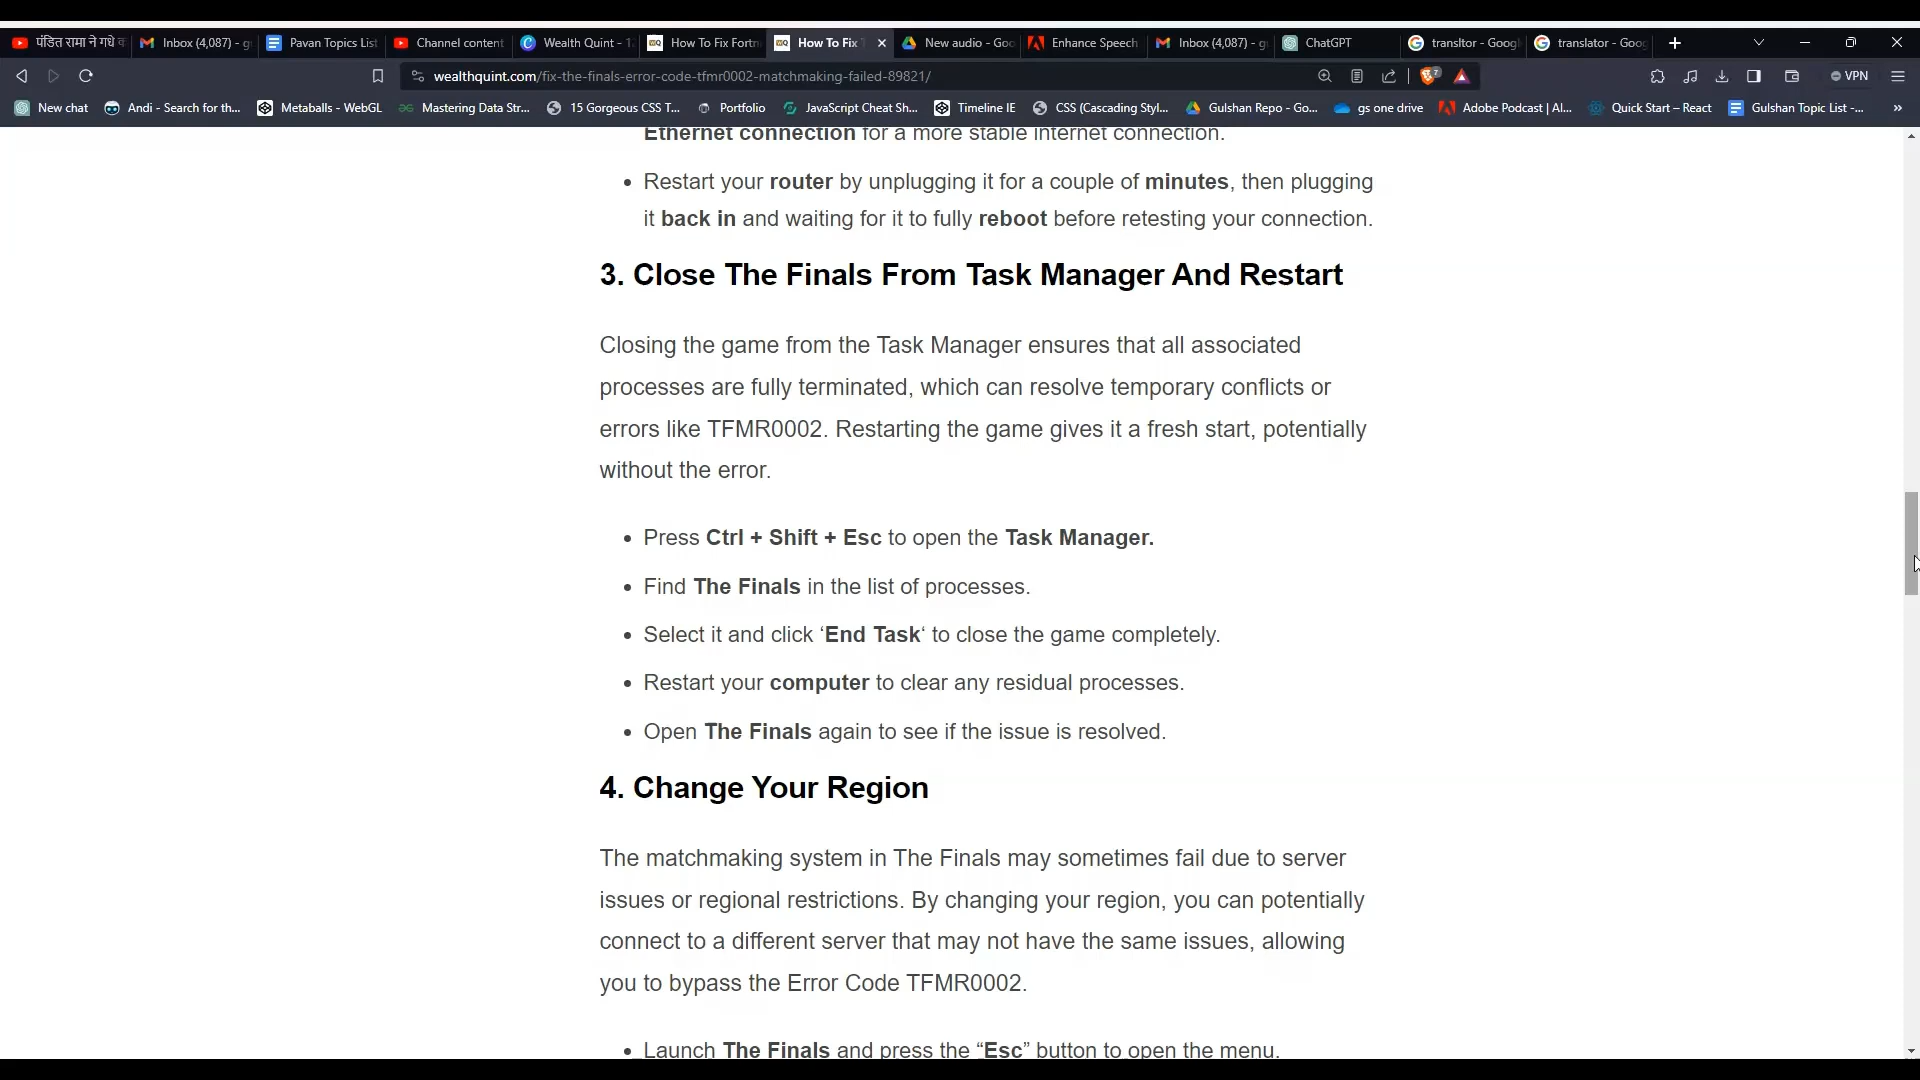 पंडित रामा ने गधे क
Inbox (4,087) - g
Pavan Topics List
Channel content
Wealth Quint - 1
How To Fix Fortn
How To Fix
New audio - Goo
Enhance Speech
Inbox (4,087) - g
ChatGPT
transltor - Googl
translator - Goog
wealthquint.com/fix-the-finals-error-code-tfmr0002-matchmaking-failed-89821/
VPN
New chat
Andi - Search for th...
Metaballs - WebGL
Mastering Data Str...
15 Gorgeous CSS T...
Portfolio
JavaScript Cheat Sh...
Timeline IE
CSS (Cascading Styl...
Gulshan Repo - Go...
gs one drive
Adobe Podcast | AI...
Quick Start – React
Gulshan Topic List -...
Ethernet connection for a more stable internet connection.
• Restart your router by unplugging it for a couple of minutes, then plugging
it back in and waiting for it to fully reboot before retesting your connection.
3. Close The Finals From Task Manager And Restart
Closing the game from the Task Manager ensures that all associated
processes are fully terminated, which can resolve temporary conflicts or
errors like TFMR0002. Restarting the game gives it a fresh start, potentially
without the error.
• Press Ctrl + Shift + Esc to open the Task Manager.
• Find The Finals in the list of processes.
• Select it and click ‘End Task‘ to close the game completely.
• Restart your computer to clear any residual processes.
• Open The Finals again to see if the issue is resolved.
4. Change Your Region
The matchmaking system in The Finals may sometimes fail due to server
issues or regional restrictions. By changing your region, you can potentially
connect to a different server that may not have the same issues, allowing
you to bypass the Error Code TFMR0002.
• Launch The Finals and press the “Esc” button to open the menu.